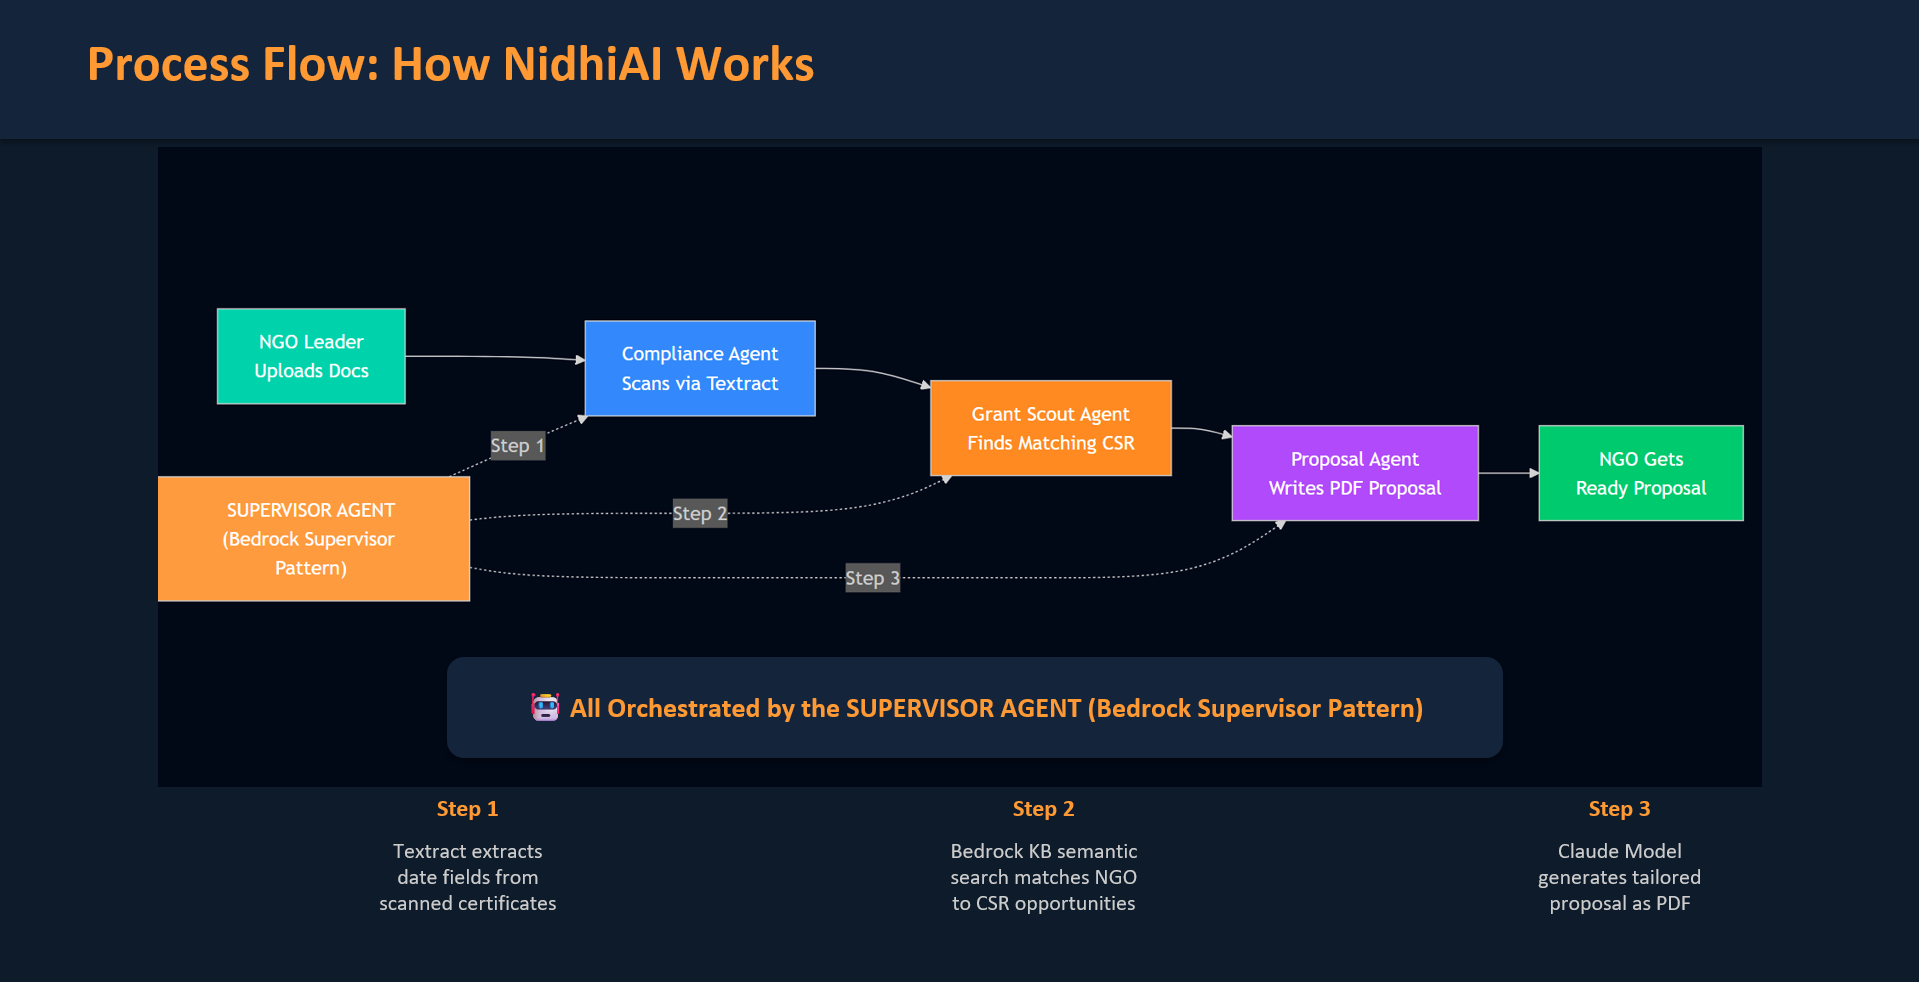 Process Flow: How NidhiAI Works
NGO Leader
Uploads Docs
Compliance Agent
Scans via Textract
Grant Scout Agent
Finds Matching CSR
Proposal Agent
Writes PDF Proposal
NGO Gets
Ready Proposal
Step 1
SUPERVISOR AGENT
(Bedrock Supervisor
Pattern)
Step 2
Step 3
All Orchestrated by the SUPERVISOR AGENT (Bedrock Supervisor Pattern)
Step 1
Textract extracts
date fields from
scanned certificates
Step 2
Bedrock KB semantic
search matches NGO
to CSR opportunities
Step 3
Claude Model
generates tailored
proposal as PDF